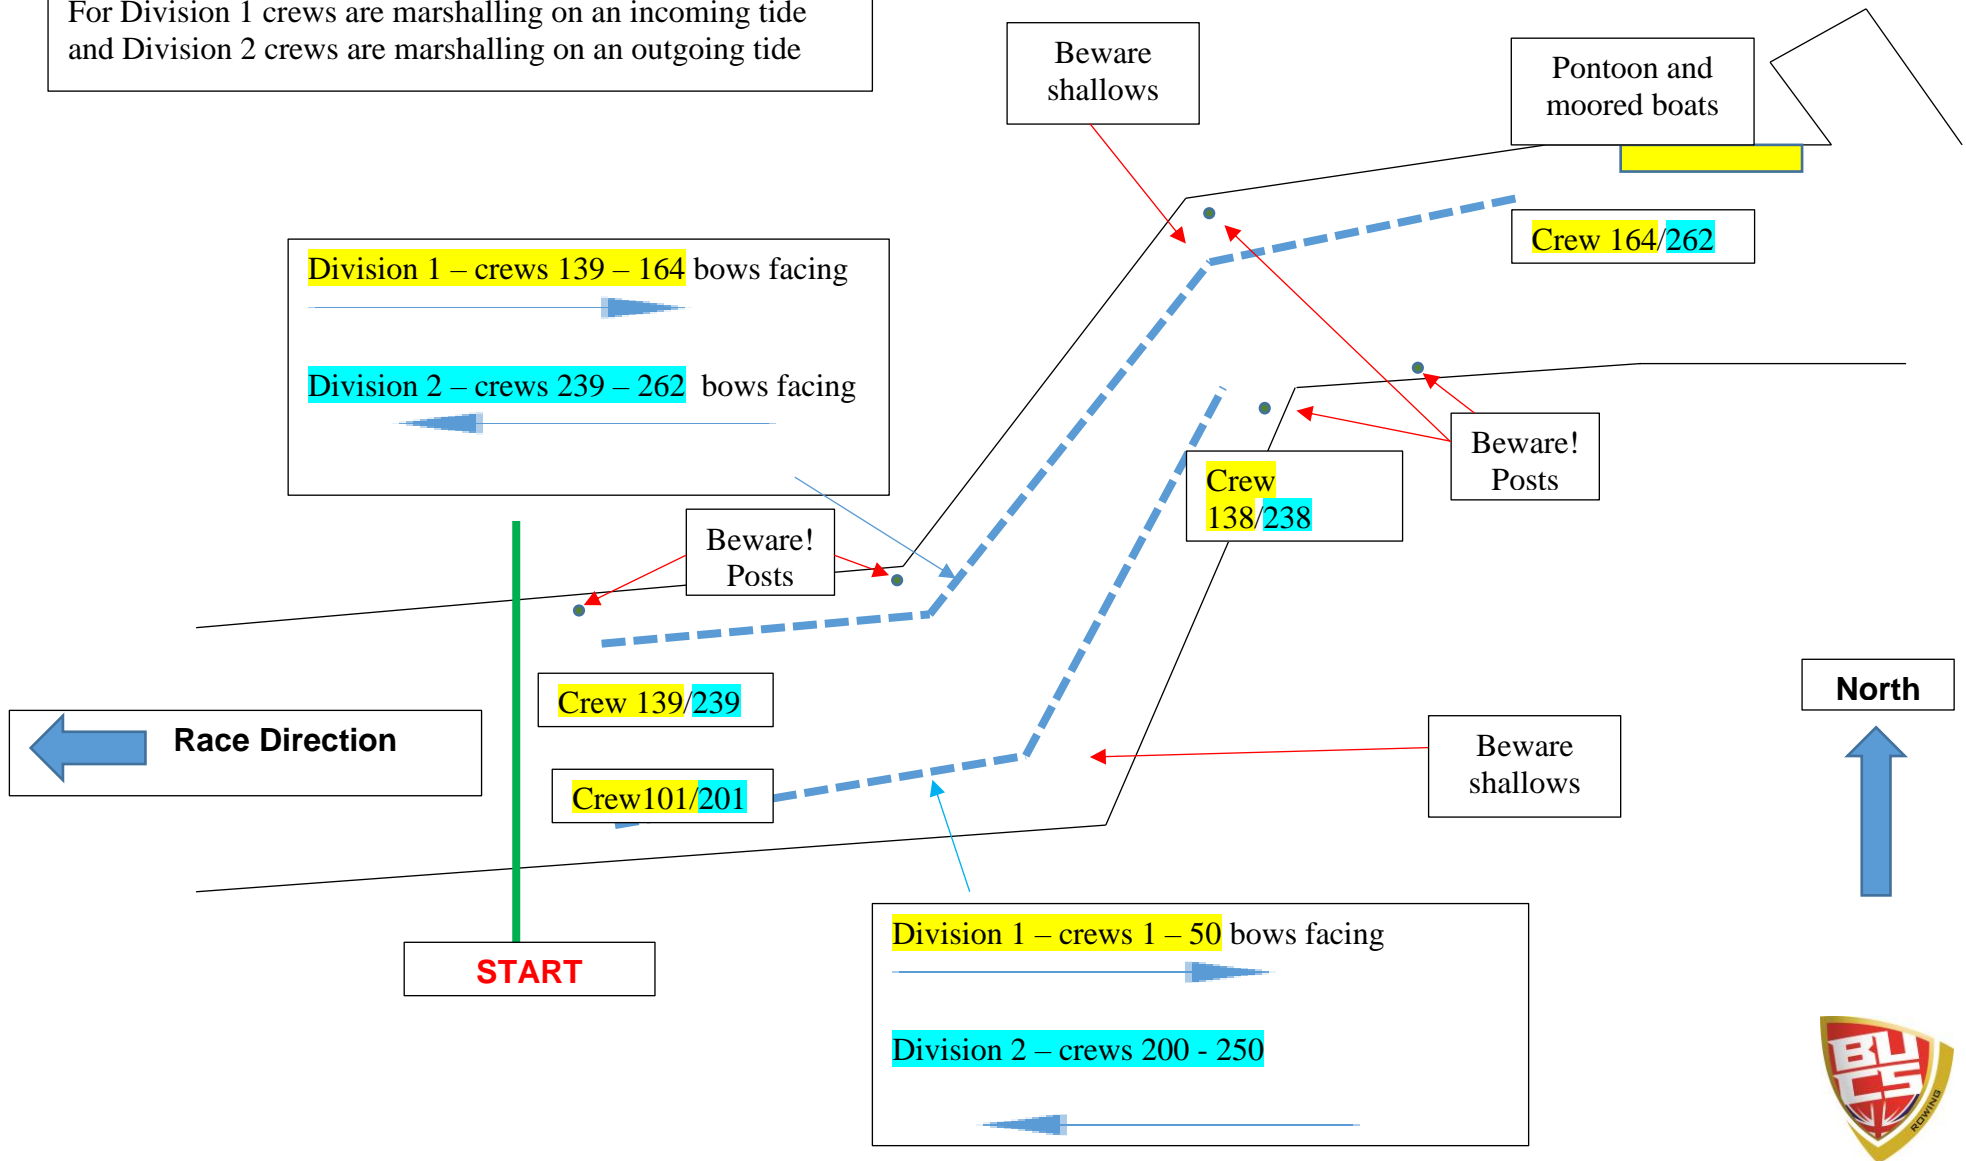 For Division 1 crews are marshalling on an incoming tide
and Division 2 crews are marshalling on an outgoing tide
Beware
shallows
Pontoon and
moored boats
Crew 164/262
Division 1 – crews 139 – 164 bows facing
Division 2 – crews 239 – 262 bows facing
Beware!
Posts
Crew
138/238
Beware!
Posts
Crew 139/239
North
Race Direction
Beware
shallows
Crew101/201
Division 1 – crews 1 – 50 bows facing
START
Division 2 – crews 200 - 250
BU
CS
ROWING